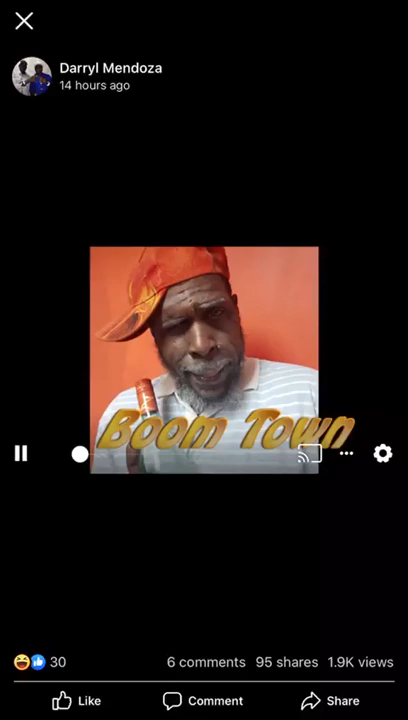 Darryl Mendoza
14 hours ago
Boom Town
30
6 comments 95 shares 1.9K views
Like Comment Share